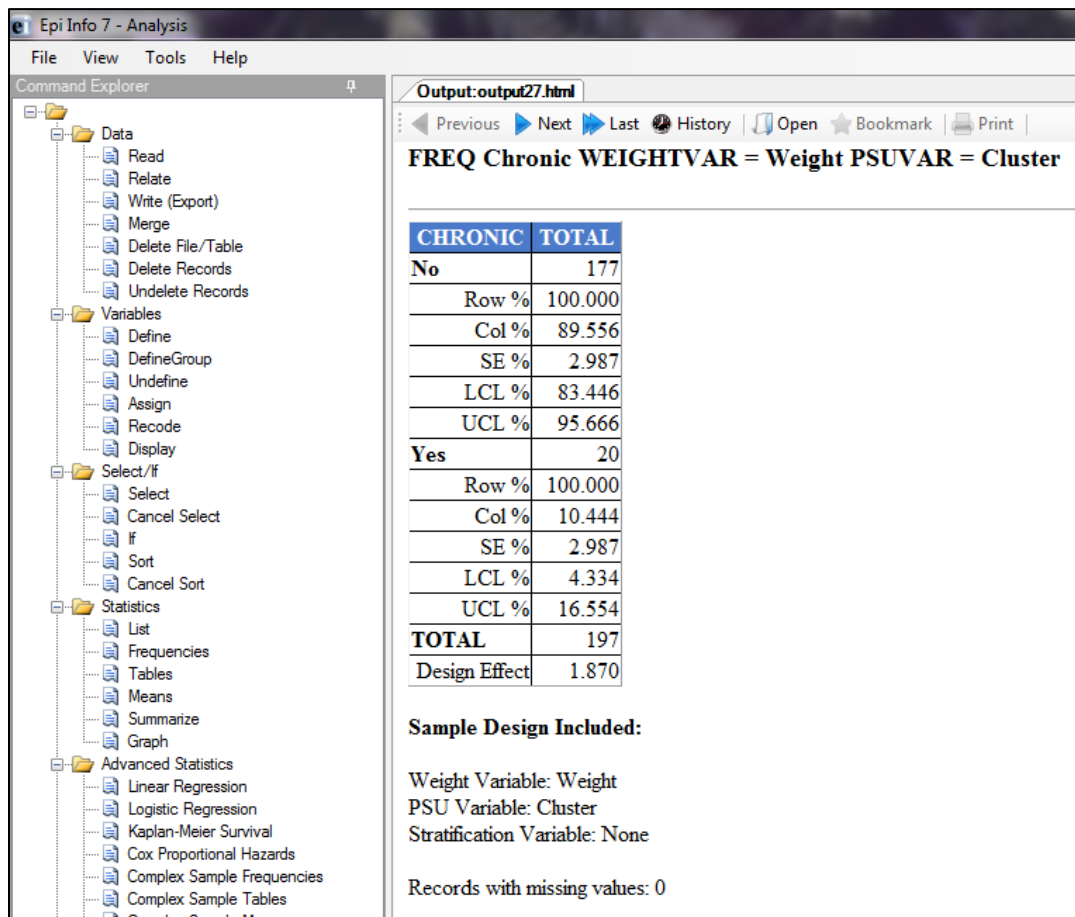 Epi Info 7 - Analysis
File View Tools Help
Command Explorer
Data
Read
Relate
Write (Export)
Merge
Delete File/Table
Delete Records
Undelete Records
Variables
Define
DefineGroup
Undefine
Assign
Recode
Display
Select/If
Select
Cancel Select
If
Sort
Cancel Sort
Statistics
List
Frequencies
Tables
Means
Summarize
Graph
Advanced Statistics
Linear Regression
Logistic Regression
Kaplan-Meier Survival
Cox Proportional Hazards
Complex Sample Frequencies
Complex Sample Tables
Output:output27.html
Previous Next Last History Open Bookmark Print
FREQ Chronic WEIGHTVAR = Weight PSUVAR = Cluster
CHRONIC TOTAL
No 177
Row % 100.000
Col % 89.556
SE % 2.987
LCL % 83.446
UCL % 95.666
Yes 20
Row % 100.000
Col % 10.444
SE % 2.987
LCL % 4.334
UCL % 16.554
TOTAL 197
Design Effect 1.870
Sample Design Included:
Weight Variable: Weight
PSU Variable: Cluster
Stratification Variable: None
Records with missing values: 0